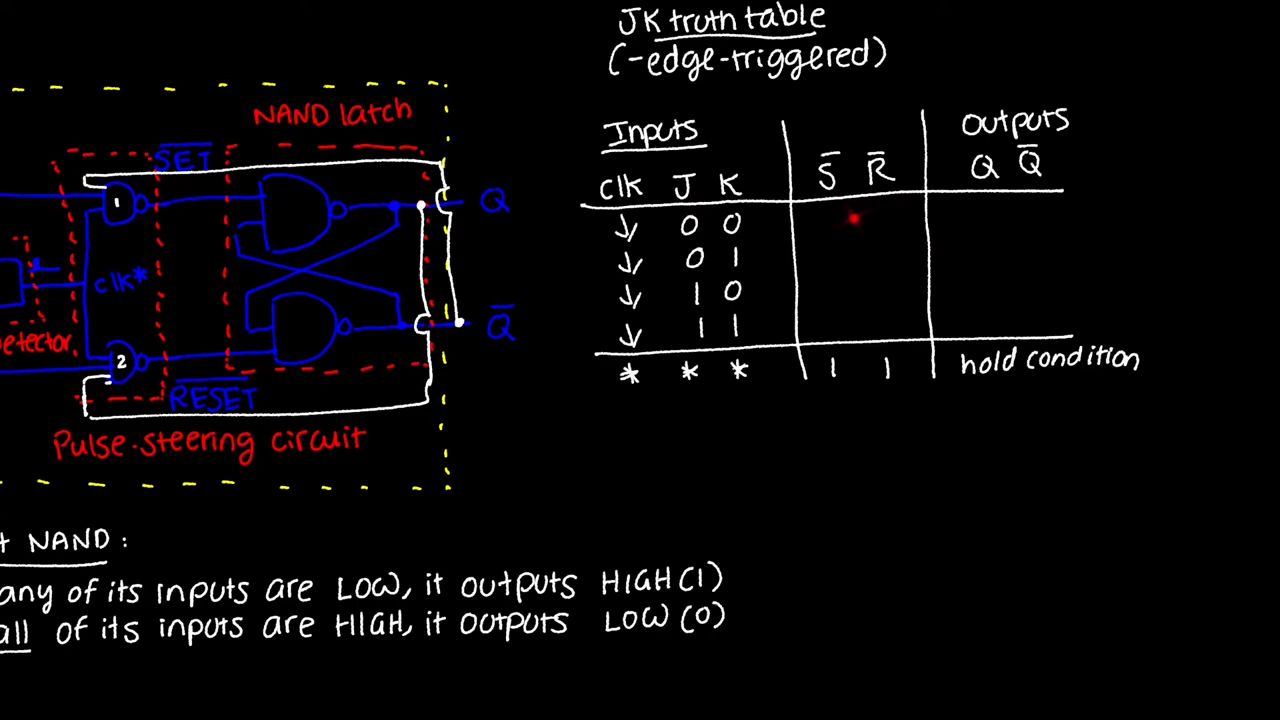 JK truth table
(-edge-triggered)
NAND latch
SET
1
Q
clk*
Q̅
2
RESET
Pulse-steering circuit
Inputs
Outputs
clk J K S̅ R̅ Q Q̅
↓ 0 0
↓ 0 1
↓ 1 0
↓ 1 1
* * * 1 1 hold condition
NAND:
any of its inputs are LOW, it outputs HIGH(1)
all of its inputs are HIGH, it outputs LOW (0)